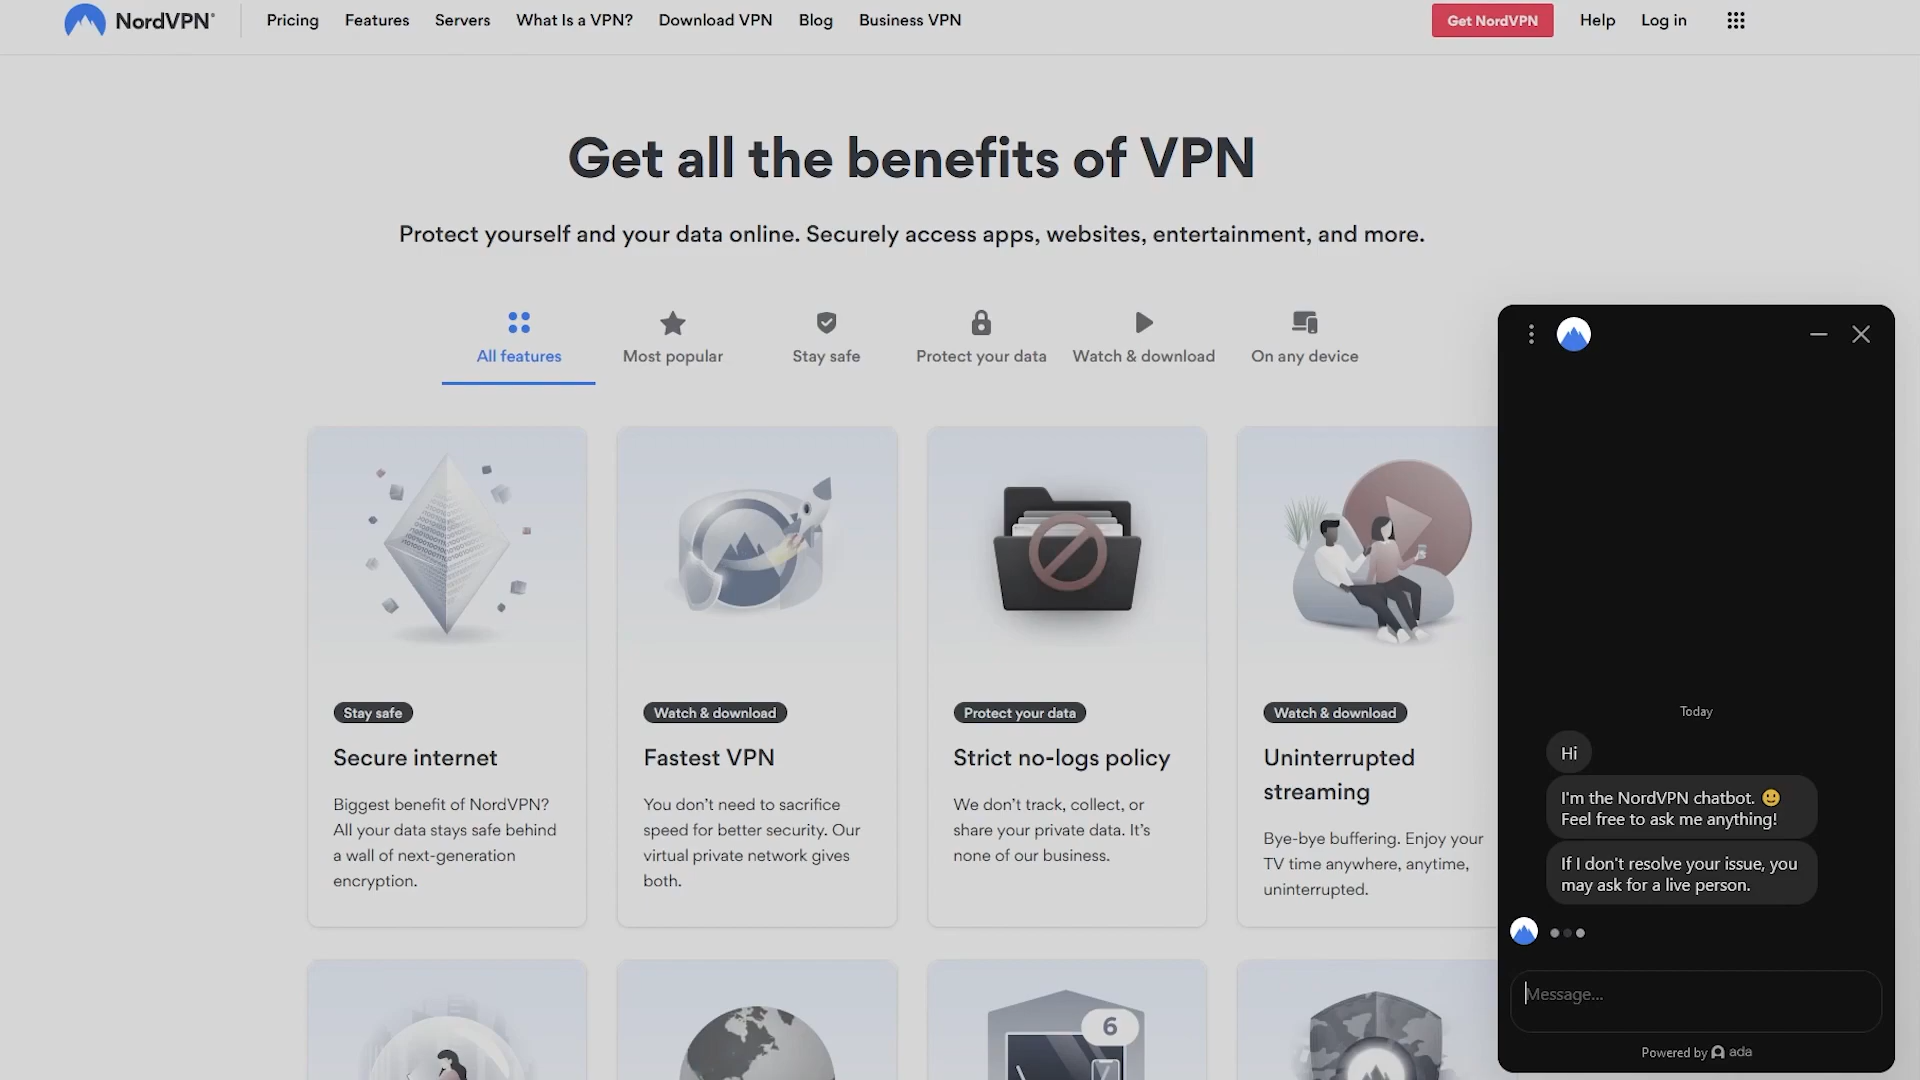 NordVPN®
Pricing
Features
Servers
What Is a VPN?
Download VPN
Blog
Business VPN
Get NordVPN
Help
Log in
Get all the benefits of VPN
Protect yourself and your data online. Securely access apps, websites, entertainment, and more.
All features
Most popular
Stay safe
Protect your data
Watch & download
On any device
Stay safe
Secure internet
Biggest benefit of NordVPN?
All your data stays safe behind
a wall of next-generation
encryption.
Watch & download
Fastest VPN
You don’t need to sacrifice
speed for better security. Our
virtual private network gives
both.
Protect your data
Strict no-logs policy
We don’t track, collect, or
share your private data. It’s
none of our business.
Watch & download
Uninterrupted
streaming
Bye-bye buffering. Enjoy your
TV time anywhere, anytime,
uninterrupted.
6
Today
Hi
I'm the NordVPN chatbot. 🙂
Feel free to ask me anything!
If I don't resolve your issue, you
may ask for a live person.
Message...
Powered by ada